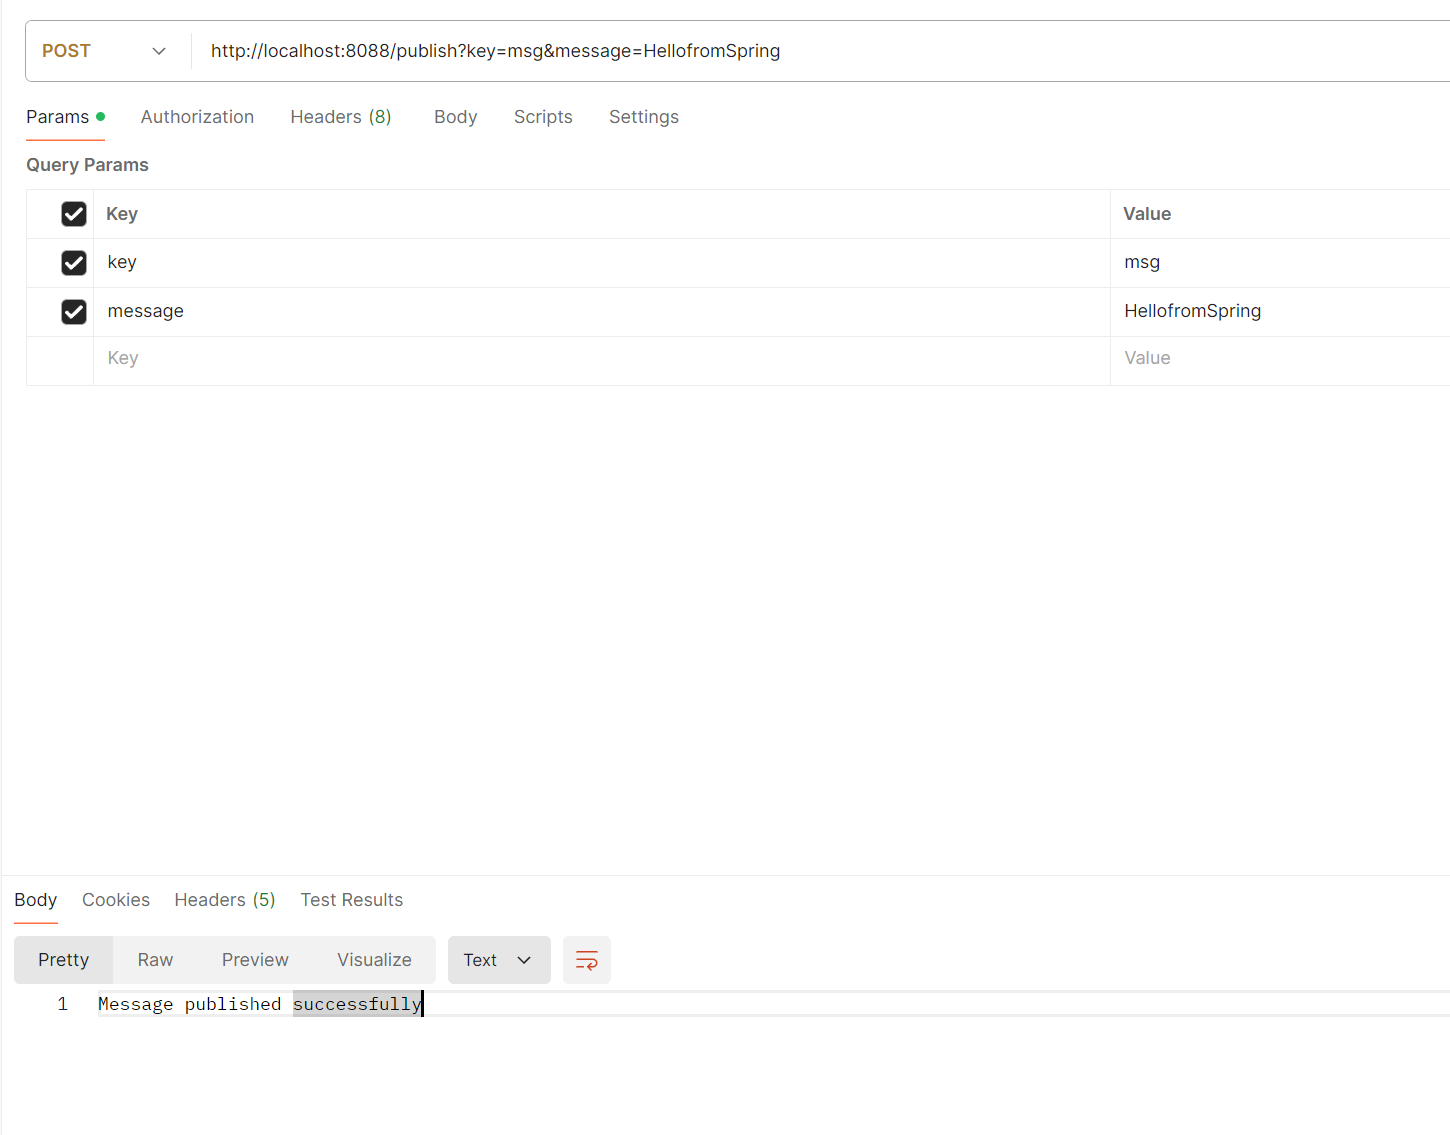 POST http://localhost:8088/publish?key=msg&message=HellofromSpring
Params Authorization Headers (8) Body Scripts Settings
Query Params
Key Value
key msg
message HellofromSpring
Key Value
Body Cookies Headers (5) Test Results
Pretty Raw Preview Visualize Text
1 Message published successfully